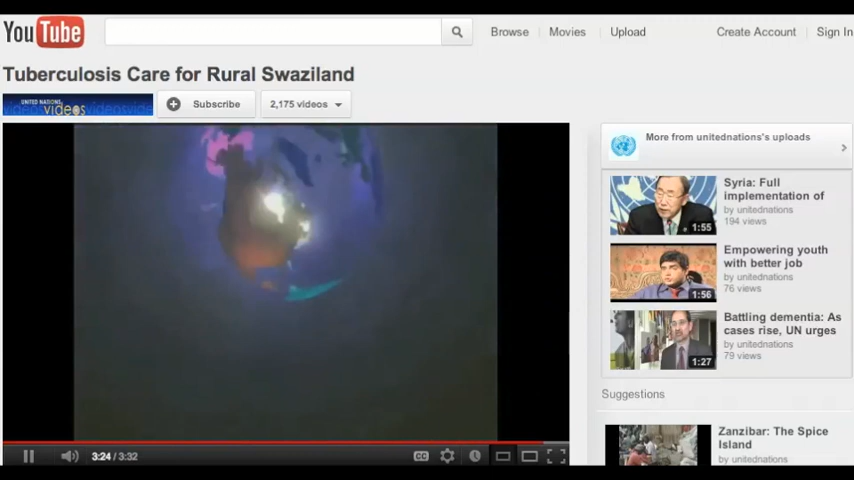 YouTube
Browse
Movies
Upload
Create Account
Sign In
Tuberculosis Care for Rural Swaziland
UNITED NATIONS
videos
Subscribe
2,175 videos
More from unitednations's uploads
Syria: Full
implementation of
by unitednations
194 views
1:55
Empowering youth
with better job
by unitednations
76 views
1:56
Battling dementia: As
cases rise, UN urges
by unitednations
79 views
1:27
Suggestions
Zanzibar: The Spice
Island
by unitednations
3:24 / 3:32
CC